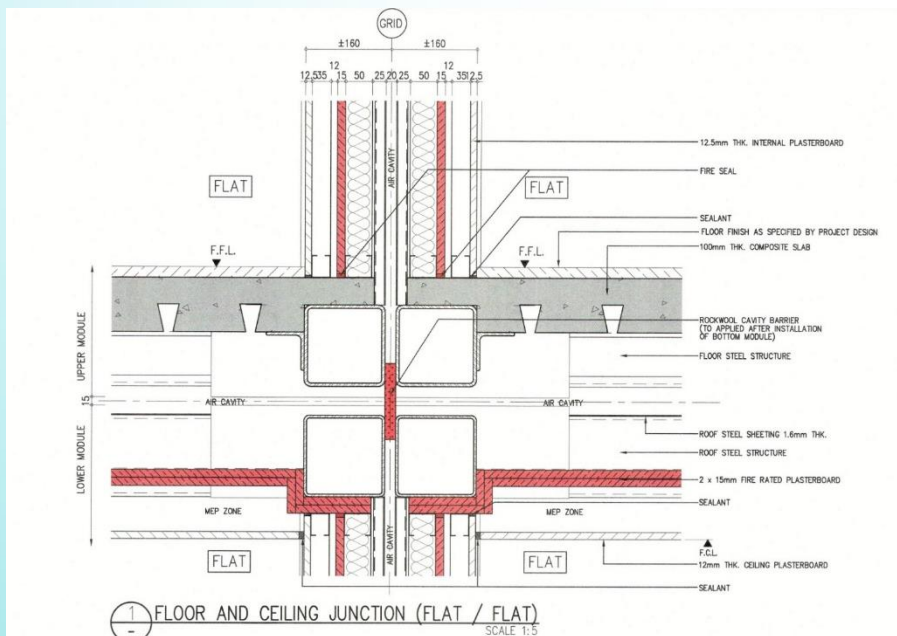 GRID
±160 ±160
12 12
12.5 35 15 50 25 20 25 50 15 35 12.5
AIR CAVITY
12.5mm THK. INTERNAL PLASTERBOARD
FIRE SEAL
FLAT FLAT
SEALANT
FLOOR FINISH AS SPECIFIED BY PROJECT DESIGN
F.F.L. F.F.L.
100mm THK. COMPOSITE SLAB
ROCKWOOL CAVITY BARRIER
(TO APPLIED AFTER INSTALLATION
OF BOTTOM MODULE)
UPPER MODULE
FLOOR STEEL STRUCTURE
15
AIR CAVITY AIR CAVITY
ROOF STEEL SHEETING 1.6mm THK.
LOWER MODULE
ROOF STEEL STRUCTURE
2 x 15mm FIRE RATED PLASTERBOARD
SEALANT
MEP ZONE MEP ZONE
AIR CAVITY
F.C.L.
FLAT FLAT
12mm THK. CEILING PLASTERBOARD
SEALANT
1
-
FLOOR AND CEILING JUNCTION (FLAT / FLAT)
SCALE 1:5